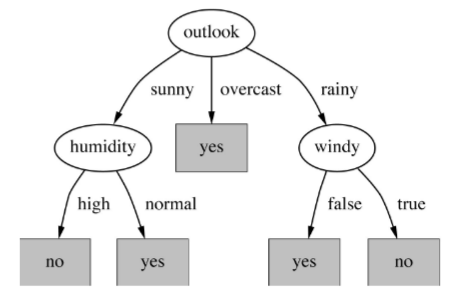 outlook
sunny overcast rainy
humidity yes windy
high normal false true
no yes yes no